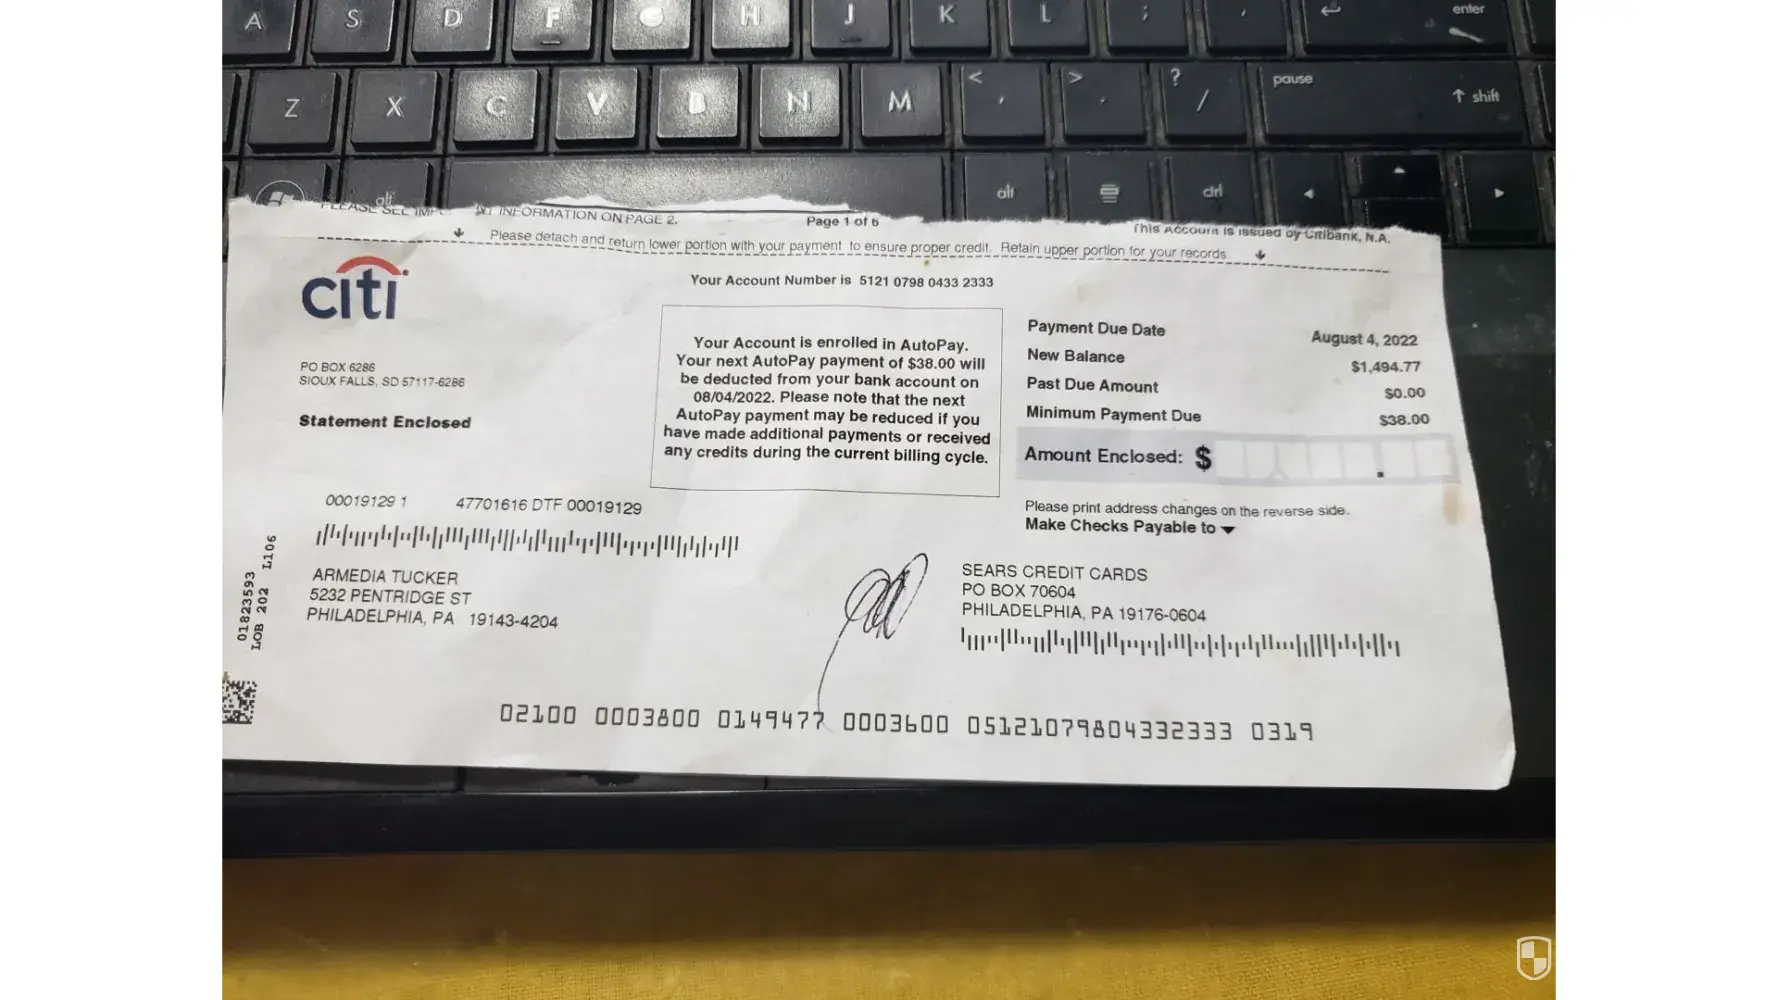 A S D F G H J K L ; ' enter
Z X C V B N M < , > . ? / pause shift
alt alt ctrl
INFORMATION ON PAGE 2. Page 1 of 6 This Account is issued by Citibank, N.A.
Please detach and return lower portion with your payment to ensure proper credit. Retain upper portion for your records.
citi
Your Account Number is 5121 0798 0433 2333
PO BOX 6286
SIOUX FALLS, SD 57117-6286
Statement Enclosed
Your Account is enrolled in AutoPay.
Your next AutoPay payment of $38.00 will
be deducted from your bank account on
08/04/2022. Please note that the next
AutoPay payment may be reduced if you
have made additional payments or received
any credits during the current billing cycle.
Payment Due Date August 4, 2022
New Balance $1,494.77
Past Due Amount $0.00
Minimum Payment Due $38.00
Amount Enclosed: $ .
Please print address changes on the reverse side.
Make Checks Payable to
00019129 1 47701616 DTF 00019129
ARMEDIA TUCKER
5232 PENTRIDGE ST
PHILADELPHIA, PA 19143-4204
SEARS CREDIT CARDS
PO BOX 70604
PHILADELPHIA, PA 19176-0604
01823593
LOB 202 L106
02100 0003800 0149477 0003600 05121079804332333 0319